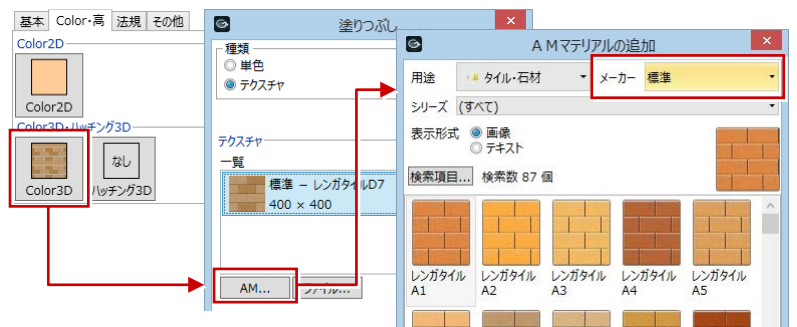 基本 Color・高 法規 その他
Color2D
Color2D
Color3D・ハッチング3D
Color3D
なし
ハッチング3D
塗りつぶし
種類
単色
テクスチャ
テクスチャ
一覧
標準 － レンガタイルD7
400 × 400
AM...
ファイル...
AMマテリアルの追加
用途 タイル・石材 メーカー 標準
シリーズ (すべて)
表示形式 画像
テキスト
検索項目... 検索数 87 個
レンガタイル A1
レンガタイル A2
レンガタイル A3
レンガタイル A4
レンガタイル A5